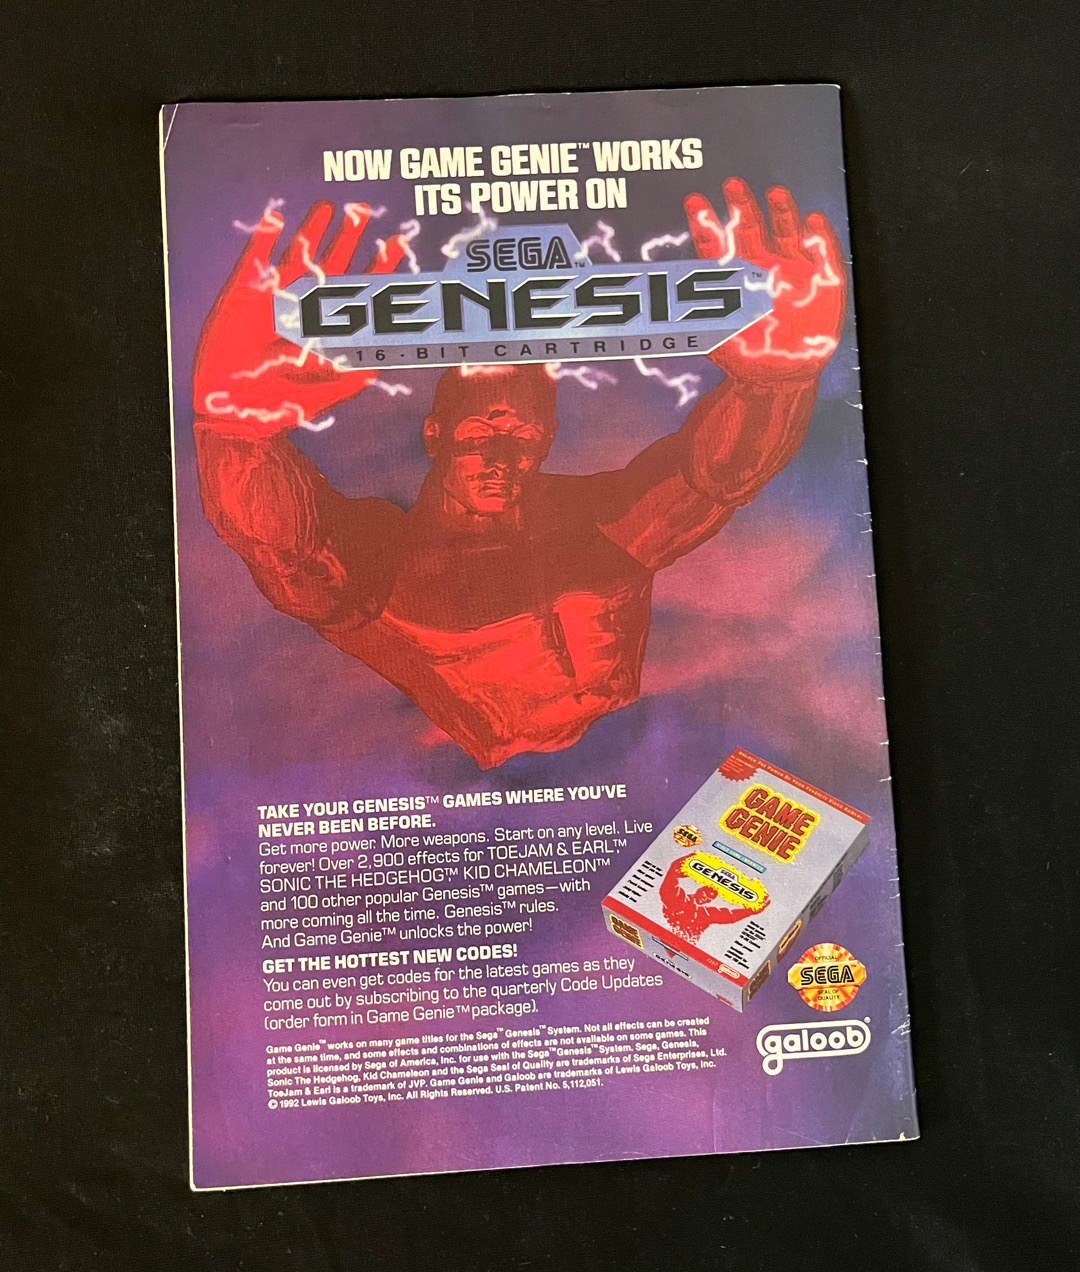 NOW GAME GENIE™ WORKS
ITS POWER ON
SEGA™
GENESIS™
16-BIT CARTRIDGE
TAKE YOUR GENESIS™ GAMES WHERE YOU'VE
NEVER BEEN BEFORE.
Get more power. More weapons. Start on any level. Live
forever! Over 2,900 effects for TOEJAM & EARL™
SONIC THE HEDGEHOG™ KID CHAMELEON™
and 100 other popular Genesis™ games—with
more coming all the time. Genesis™ rules.
And Game Genie™ unlocks the power!
GET THE HOTTEST NEW CODES!
You can even get codes for the latest games as they
come out by subscribing to the quarterly Code Updates
(order form in Game Genie™ package).
Game Genie™ works on many game titles for the Sega™ Genesis™ System. Not all effects can be created
at the same time, and some effects and combinations of effects are not available on some games. This
product is licensed by Sega of America, Inc. for use with the Sega™ Genesis™ System. Sega, Genesis,
Sonic The Hedgehog, Kid Chameleon and the Sega Seal of Quality are trademarks of Sega Enterprises, Ltd.
ToeJam & Earl is a trademark of JVP. Game Genie and Galoob are trademarks of Lewis Galoob Toys, Inc.
© 1992 Lewis Galoob Toys, Inc. All Rights Reserved. U.S. Patent No. 5,112,051.
GAME
GENIE
SEGA
SEGA
GENESIS
GAME
GENIE
GENESIS
galoob
OFFICIAL
SEGA
SEAL OF
QUALITY
galoob®